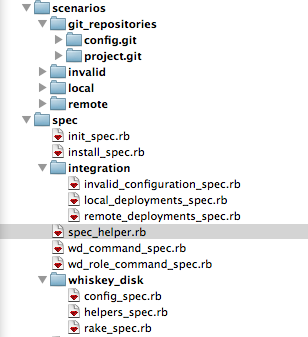 scenarios
git_repositories
config.git
project.git
invalid
local
remote
spec
init_spec.rb
install_spec.rb
integration
invalid_configuration_spec.rb
local_deployments_spec.rb
remote_deployments_spec.rb
spec_helper.rb
wd_command_spec.rb
wd_role_command_spec.rb
whiskey_disk
config_spec.rb
helpers_spec.rb
rake_spec.rb